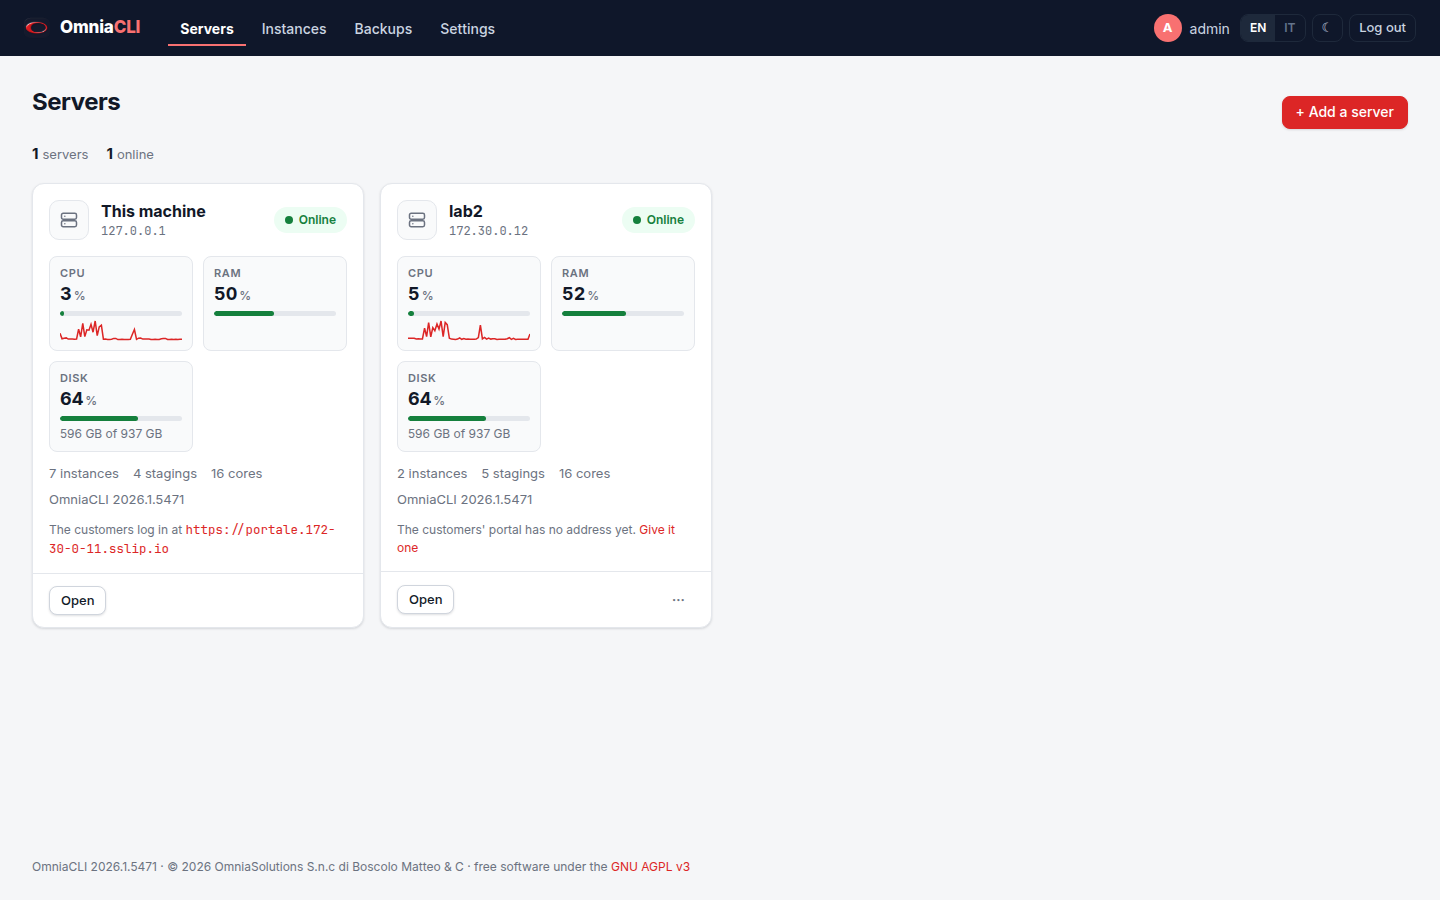 OmniaCLI Servers Instances Backups Settings A admin EN IT Log out
Servers
+ Add a server
1 servers 1 online
This machine
127.0.0.1
Online
CPU
3 %
RAM
50 %
DISK
64 %
596 GB of 937 GB
7 instances 4 stagings 16 cores
OmniaCLI 2026.1.5471
The customers log in at https://portale.172-
30-0-11.sslip.io
Open
lab2
172.30.0.12
Online
CPU
5 %
RAM
52 %
DISK
64 %
596 GB of 937 GB
2 instances 5 stagings 16 cores
OmniaCLI 2026.1.5471
The customers' portal has no address yet. Give it
one
Open ...
OmniaCLI 2026.1.5471 · © 2026 OmniaSolutions S.n.c di Boscolo Matteo & C · free software under the GNU AGPL v3